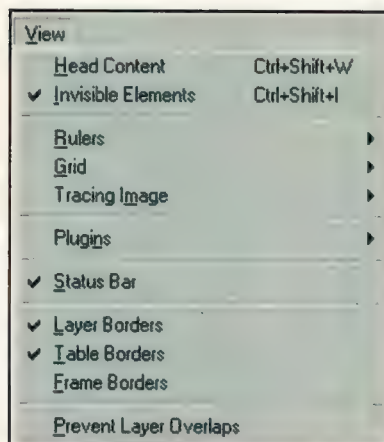 View
Head Content Ctrl+Shift+W
✔ Invisible Elements Ctrl+Shift+I
Rulers
Grid
Tracing Image
Plugins
✔ Status Bar
✔ Layer Borders
✔ Table Borders
Frame Borders
Prevent Layer Overlaps